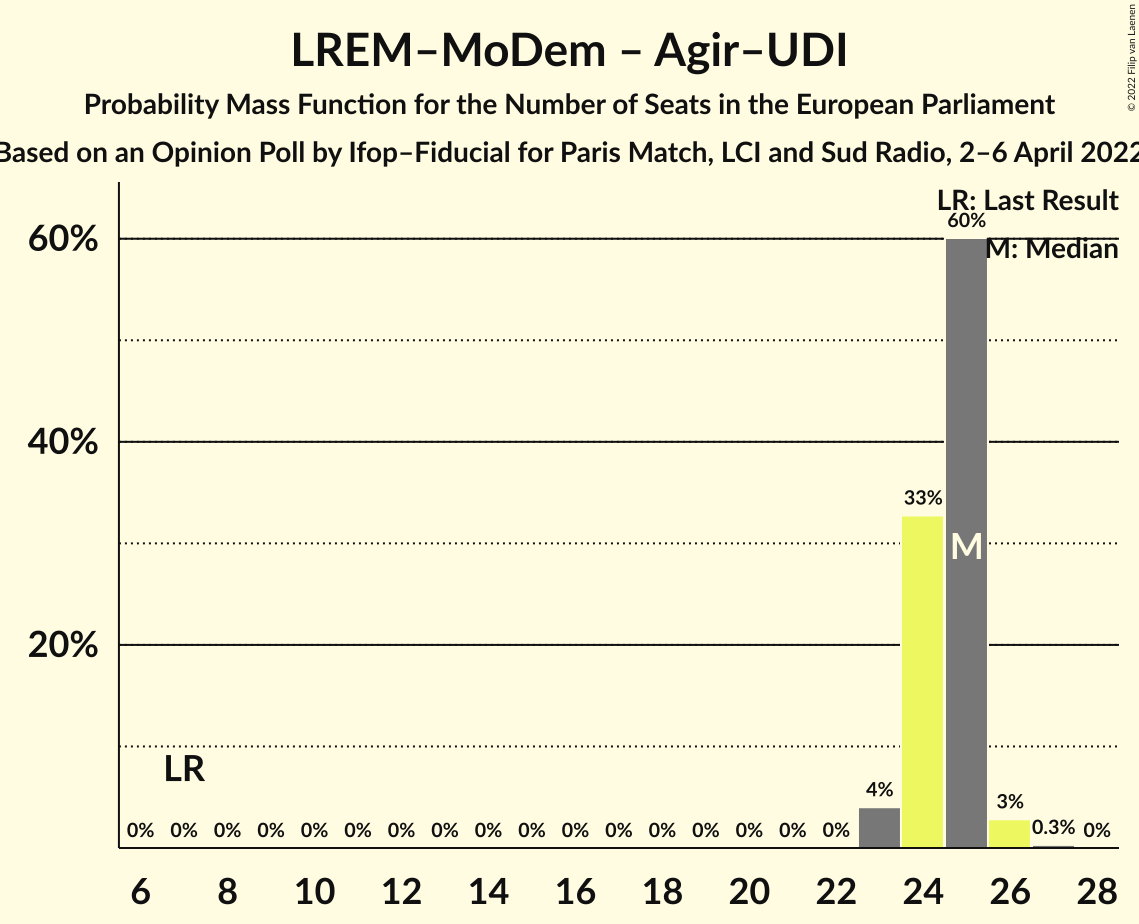 LREM–MoDem – Agir–UDI
Probability Mass Function for the Number of Seats in the European Parliament
Based on an Opinion Poll by Ifop–Fiducial for Paris Match, LCI and Sud Radio, 2–6 April 2022
© 2022 Filip van Laenen
LR: Last Result
M: Median
60%
40%
20%
LR
M
0% 0% 0% 0% 0% 0% 0% 0% 0% 0% 0% 0% 0% 0% 0% 0% 0% 4% 33% 60% 3% 0.3% 0%
6 8 10 12 14 16 18 20 22 24 26 28